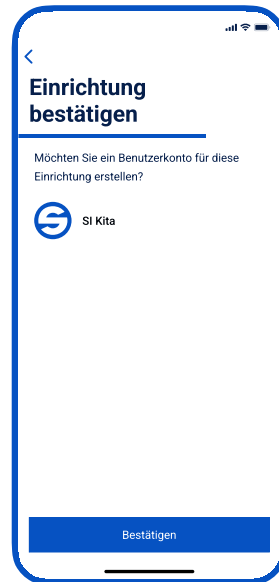 Einrichtung
bestätigen
Möchten Sie ein Benutzerkonto für diese
Einrichtung erstellen?
SI Kita
Bestätigen